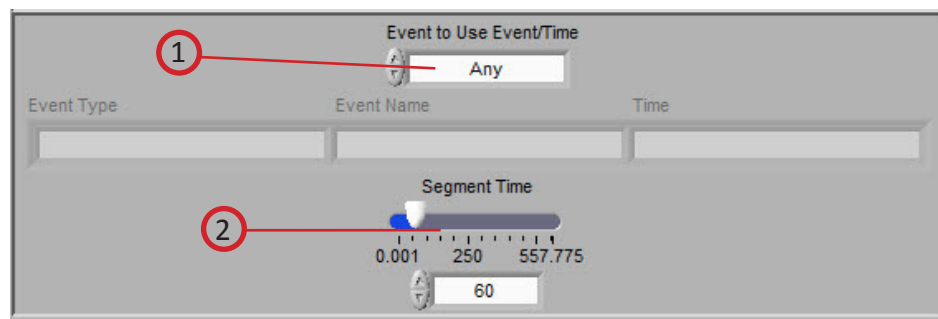 Event to Use Event/Time
1
Any
Event Type Event Name Time
Segment Time
2
0.001 250 557.775
60